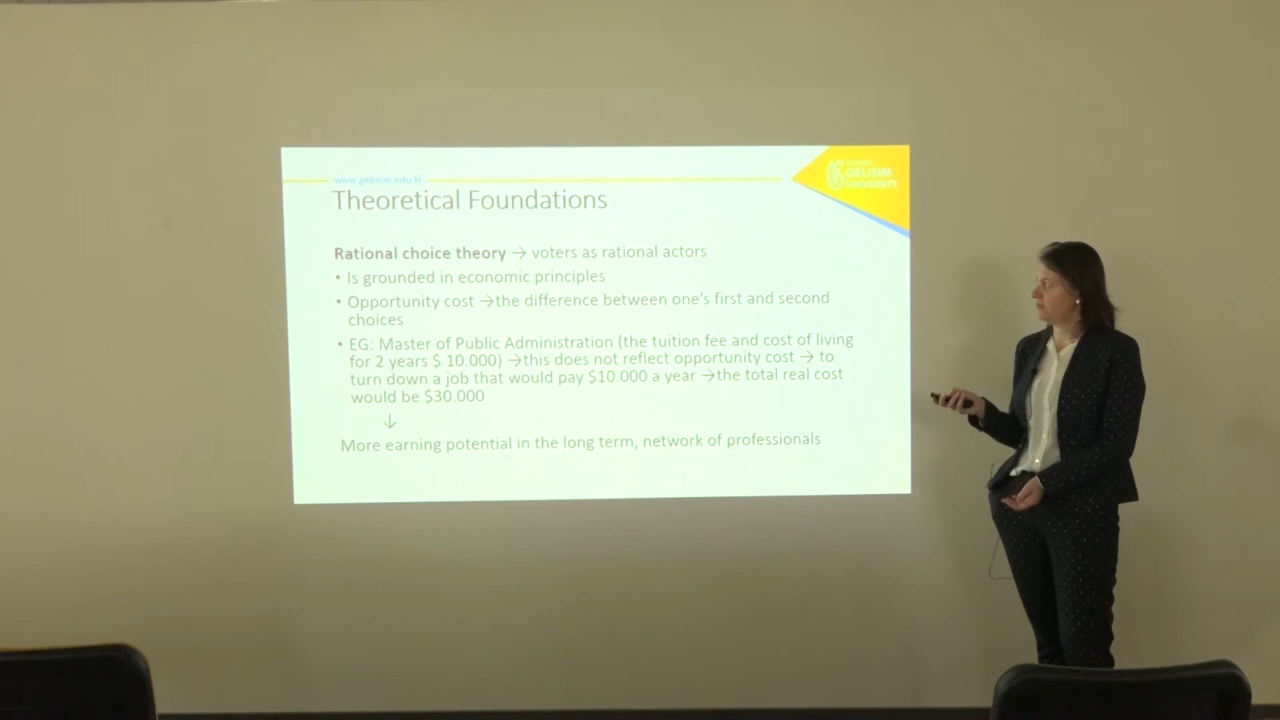 www.gelisim.edu.tr
GELISIM
UNIVERSITY
Theoretical Foundations
Rational choice theory → voters as rational actors
• Is grounded in economic principles
• Opportunity cost →the difference between one's first and second
choices
• EG: Master of Public Administration (the tuition fee and cost of living
for 2 years $ 10.000) →this does not reflect opportunity cost → to
turn down a job that would pay $10.000 a year →the total real cost
would be $30.000
↓
More earning potential in the long term, network of professionals